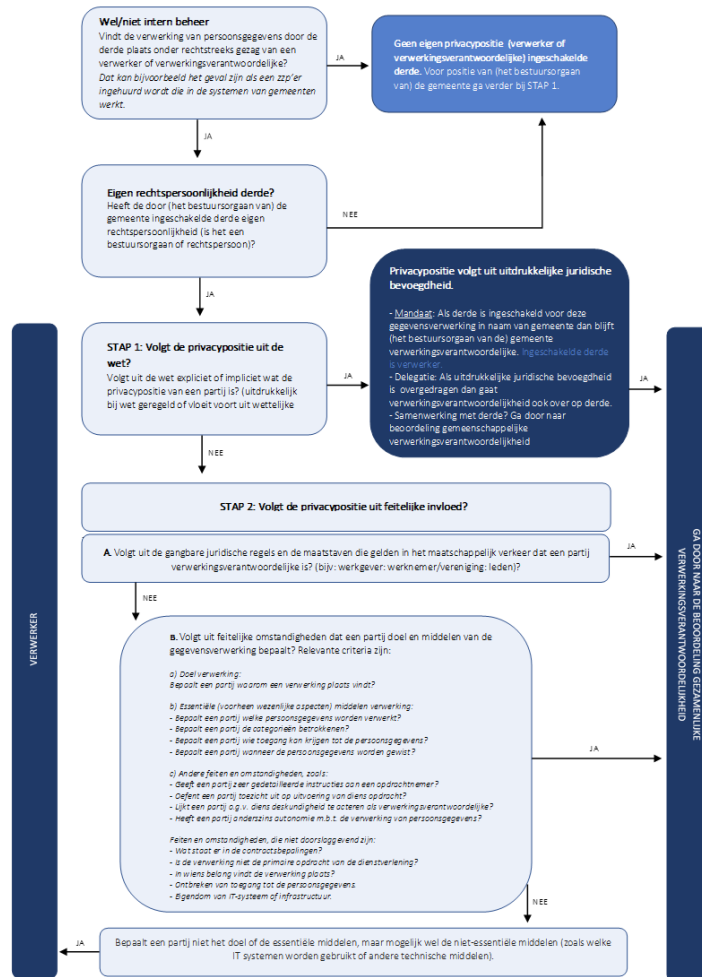 Wel/niet intern beheer
Vindt de verwerking van persoonsgegevens door de
derde plaats onder rechtstreeks gezag van een
verwerker of verwerkingsverantwoordelijke?
Dat kan bijvoorbeeld het geval zijn als een zzp'er
ingehuurd wordt die in de systemen van gemeenten
werkt.
JA
Geen eigen privacypositie (verwerker of
verwerkingsverantwoordelijke) ingeschakelde
derde. Voor positie van (het bestuursorgaan
van) de gemeente ga verder bij STAP 1.
JA
Eigen rechtspersoonlijkheid derde?
Heeft de door (het bestuursorgaan van) de
gemeente ingeschakelde derde eigen
rechtspersoonlijkheid (is het een
bestuursorgaan of rechtspersoon)?
NEE
JA
STAP 1: Volgt de privacypositie uit de
wet?
Volgt uit de wet expliciet of impliciet wat de
privacypositie van een partij is? (uitdrukkelijk
bij wet geregeld of vloeit voort uit wettelijke
JA
Privacypositie volgt uit uitdrukkelijke juridische
bevoegdheid.
- Mandaat: Als derde is ingeschakeld voor deze
gegevensverwerking in naam van gemeente dan blijft
(het bestuursorgaan van de) gemeente
verwerkingsverantwoordelijke. Ingeschakelde derde
is verwerker.
- Delegatie: Als uitdrukkelijke juridische bevoegdheid
is overgedragen dan gaat
verwerkingsverantwoordelijkheid ook over op derde.
- Samenwerking met derde? Ga door naar
beoordeling gemeenschappelijke
verwerkingsverantwoordelijkheid
JA
NEE
STAP 2: Volgt de privacypositie uit feitelijke invloed?
A. Volgt uit de gangbare juridische regels en de maatstaven die gelden in het maatschappelijk verkeer dat een partij
verwerkingsverantwoordelijke is? (bijv: werkgever: werknemer/vereniging: leden)?
JA
NEE
B. Volgt uit feitelijke omstandigheden dat een partij doel en middelen van de
gegevensverwerking bepaalt? Relevante criteria zijn:
a) Doel verwerking:
Bepaalt een partij waarom een verwerking plaats vindt?
b) Essentiële (voorheen wezenlijke aspecten) middelen verwerking:
- Bepaalt een partij welke persoonsgegevens worden verwerkt?
- Bepaalt een partij de categorieën betrokkenen?
- Bepaalt een partij wie toegang kan krijgen tot de persoonsgegevens?
- Bepaalt een partij wanneer de persoonsgegevens worden gewist?
c) Andere feiten en omstandigheden, zoals:
- Geeft een partij zeer gedetailleerde instructies aan een opdrachtnemer?
- Oefent een partij toezicht uit op uitvoering van diens opdracht?
- Lijkt een partij o.g.v. diens deskundigheid te acteren als verwerkingsverantwoordelijke?
- Heeft een partij anderszins autonomie m.b.t. de verwerking van persoonsgegevens?
Feiten en omstandigheden, die niet doorslaggevend zijn:
- Wat staat er in de contractsbepalingen?
- Is de verwerking niet de primaire opdracht van de dienstverlening?
- In wiens belang vindt de verwerking plaats?
- Ontbreken van toegang tot de persoonsgegevens.
- Eigendom van IT-systeem of infrastructuur.
JA
NEE
Bepaalt een partij niet het doel of de essentiële middelen, maar mogelijk wel de niet-essentiële middelen (zoals welke
IT systemen worden gebruikt of andere technische middelen).
JA
VERWERKER
GA DOOR NAAR DE BEOORDELING GEZAMENLIJKE
VERWERKINGSVERANTWOORDELIJKHEID